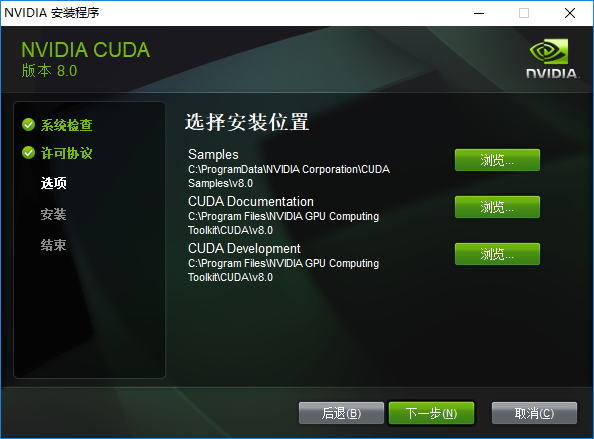 NVIDIA 安装程序
NVIDIA CUDA
版本 8.0
NVIDIA.
系统检查
许可协议
选项
安装
结束
选择安装位置
Samples
C:\ProgramData\NVIDIA Corporation\CUDA
Samples\v8.0
浏览...
CUDA Documentation
C:\Program Files\NVIDIA GPU Computing
Toolkit\CUDA\v8.0
浏览...
CUDA Development
C:\Program Files\NVIDIA GPU Computing
Toolkit\CUDA\v8.0
浏览...
后退(B) 下一步(N) 取消(C)